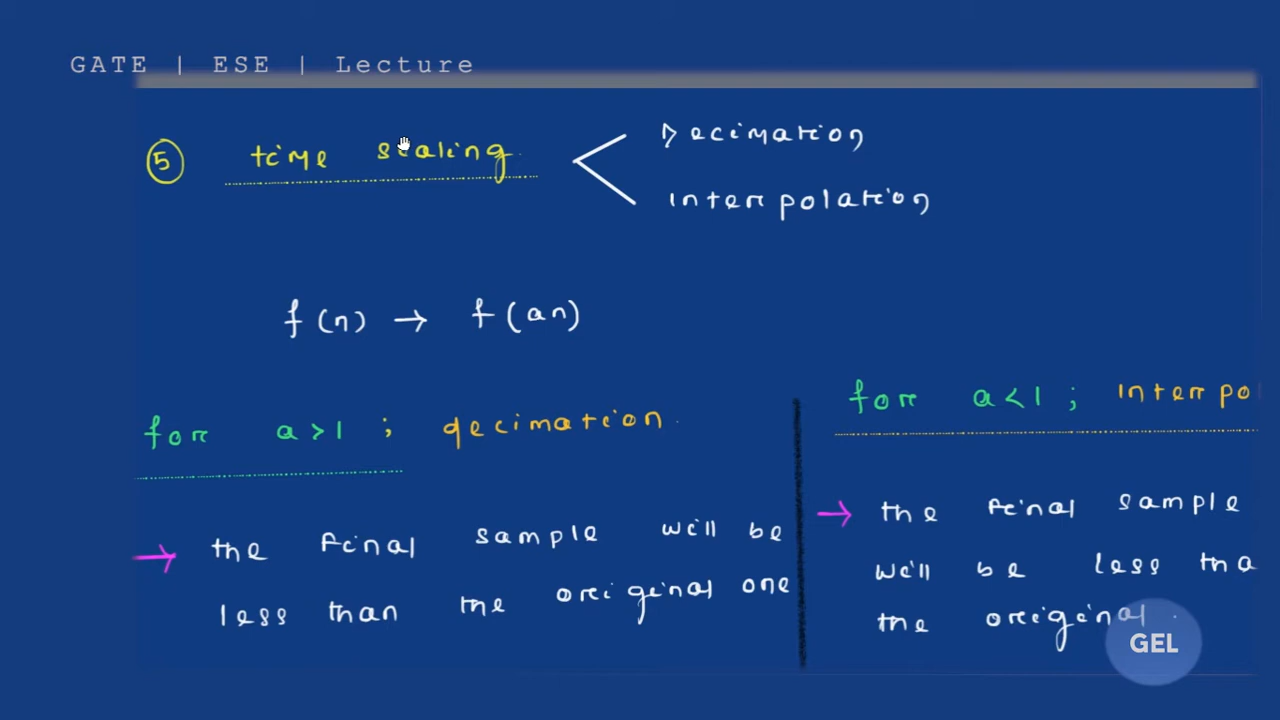 GATE | ESE | Lecture
5 time scaling
Decimation
Interpolation
f(n) → f(an)
for a>1 ; decimation.
→ the final sample will be
less than the original one
for a<1 ; interpo
→ the final sample
will be less tha
the original.
GEL